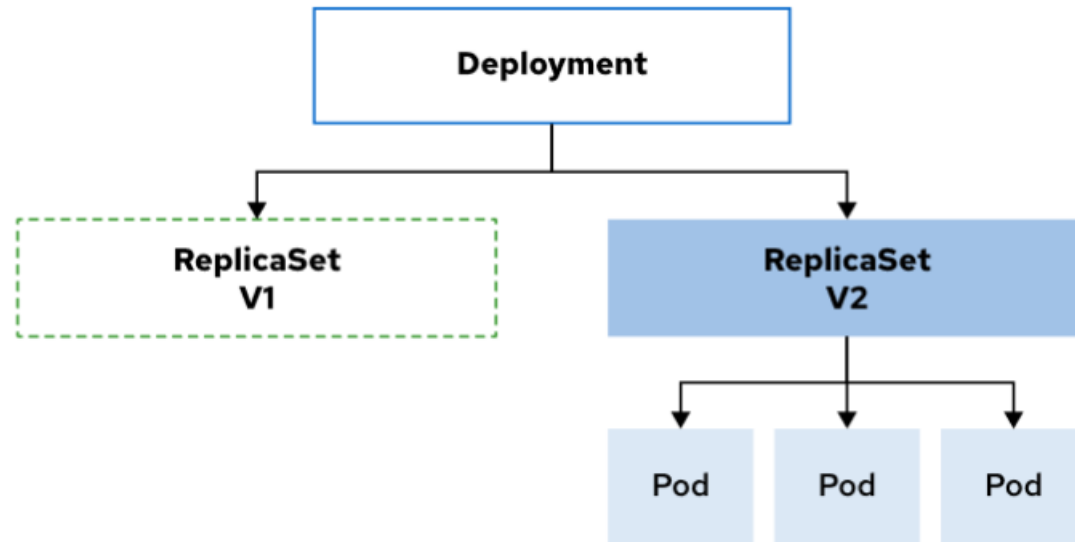 Deployment
ReplicaSet
V1
ReplicaSet
V2
Pod
Pod
Pod